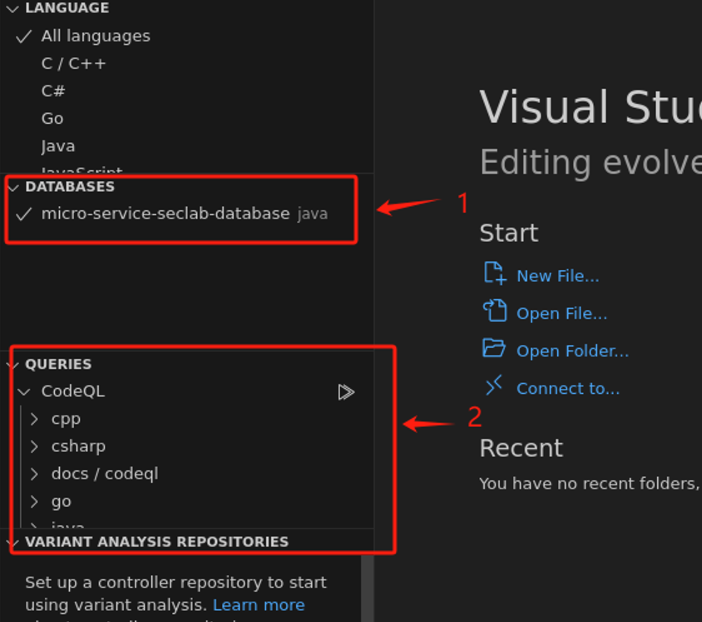 LANGUAGE
All languages
C / C++
C#
Go
Java
JavaScript
DATABASES
micro-service-seclab-database java
1
QUERIES
CodeQL
cpp
csharp
docs / codeql
go
java
2
VARIANT ANALYSIS REPOSITORIES
Set up a controller repository to start
using variant analysis. Learn more
Visual Stu
Editing evolve
Start
New File...
Open File...
Open Folder...
Connect to...
Recent
You have no recent folders,